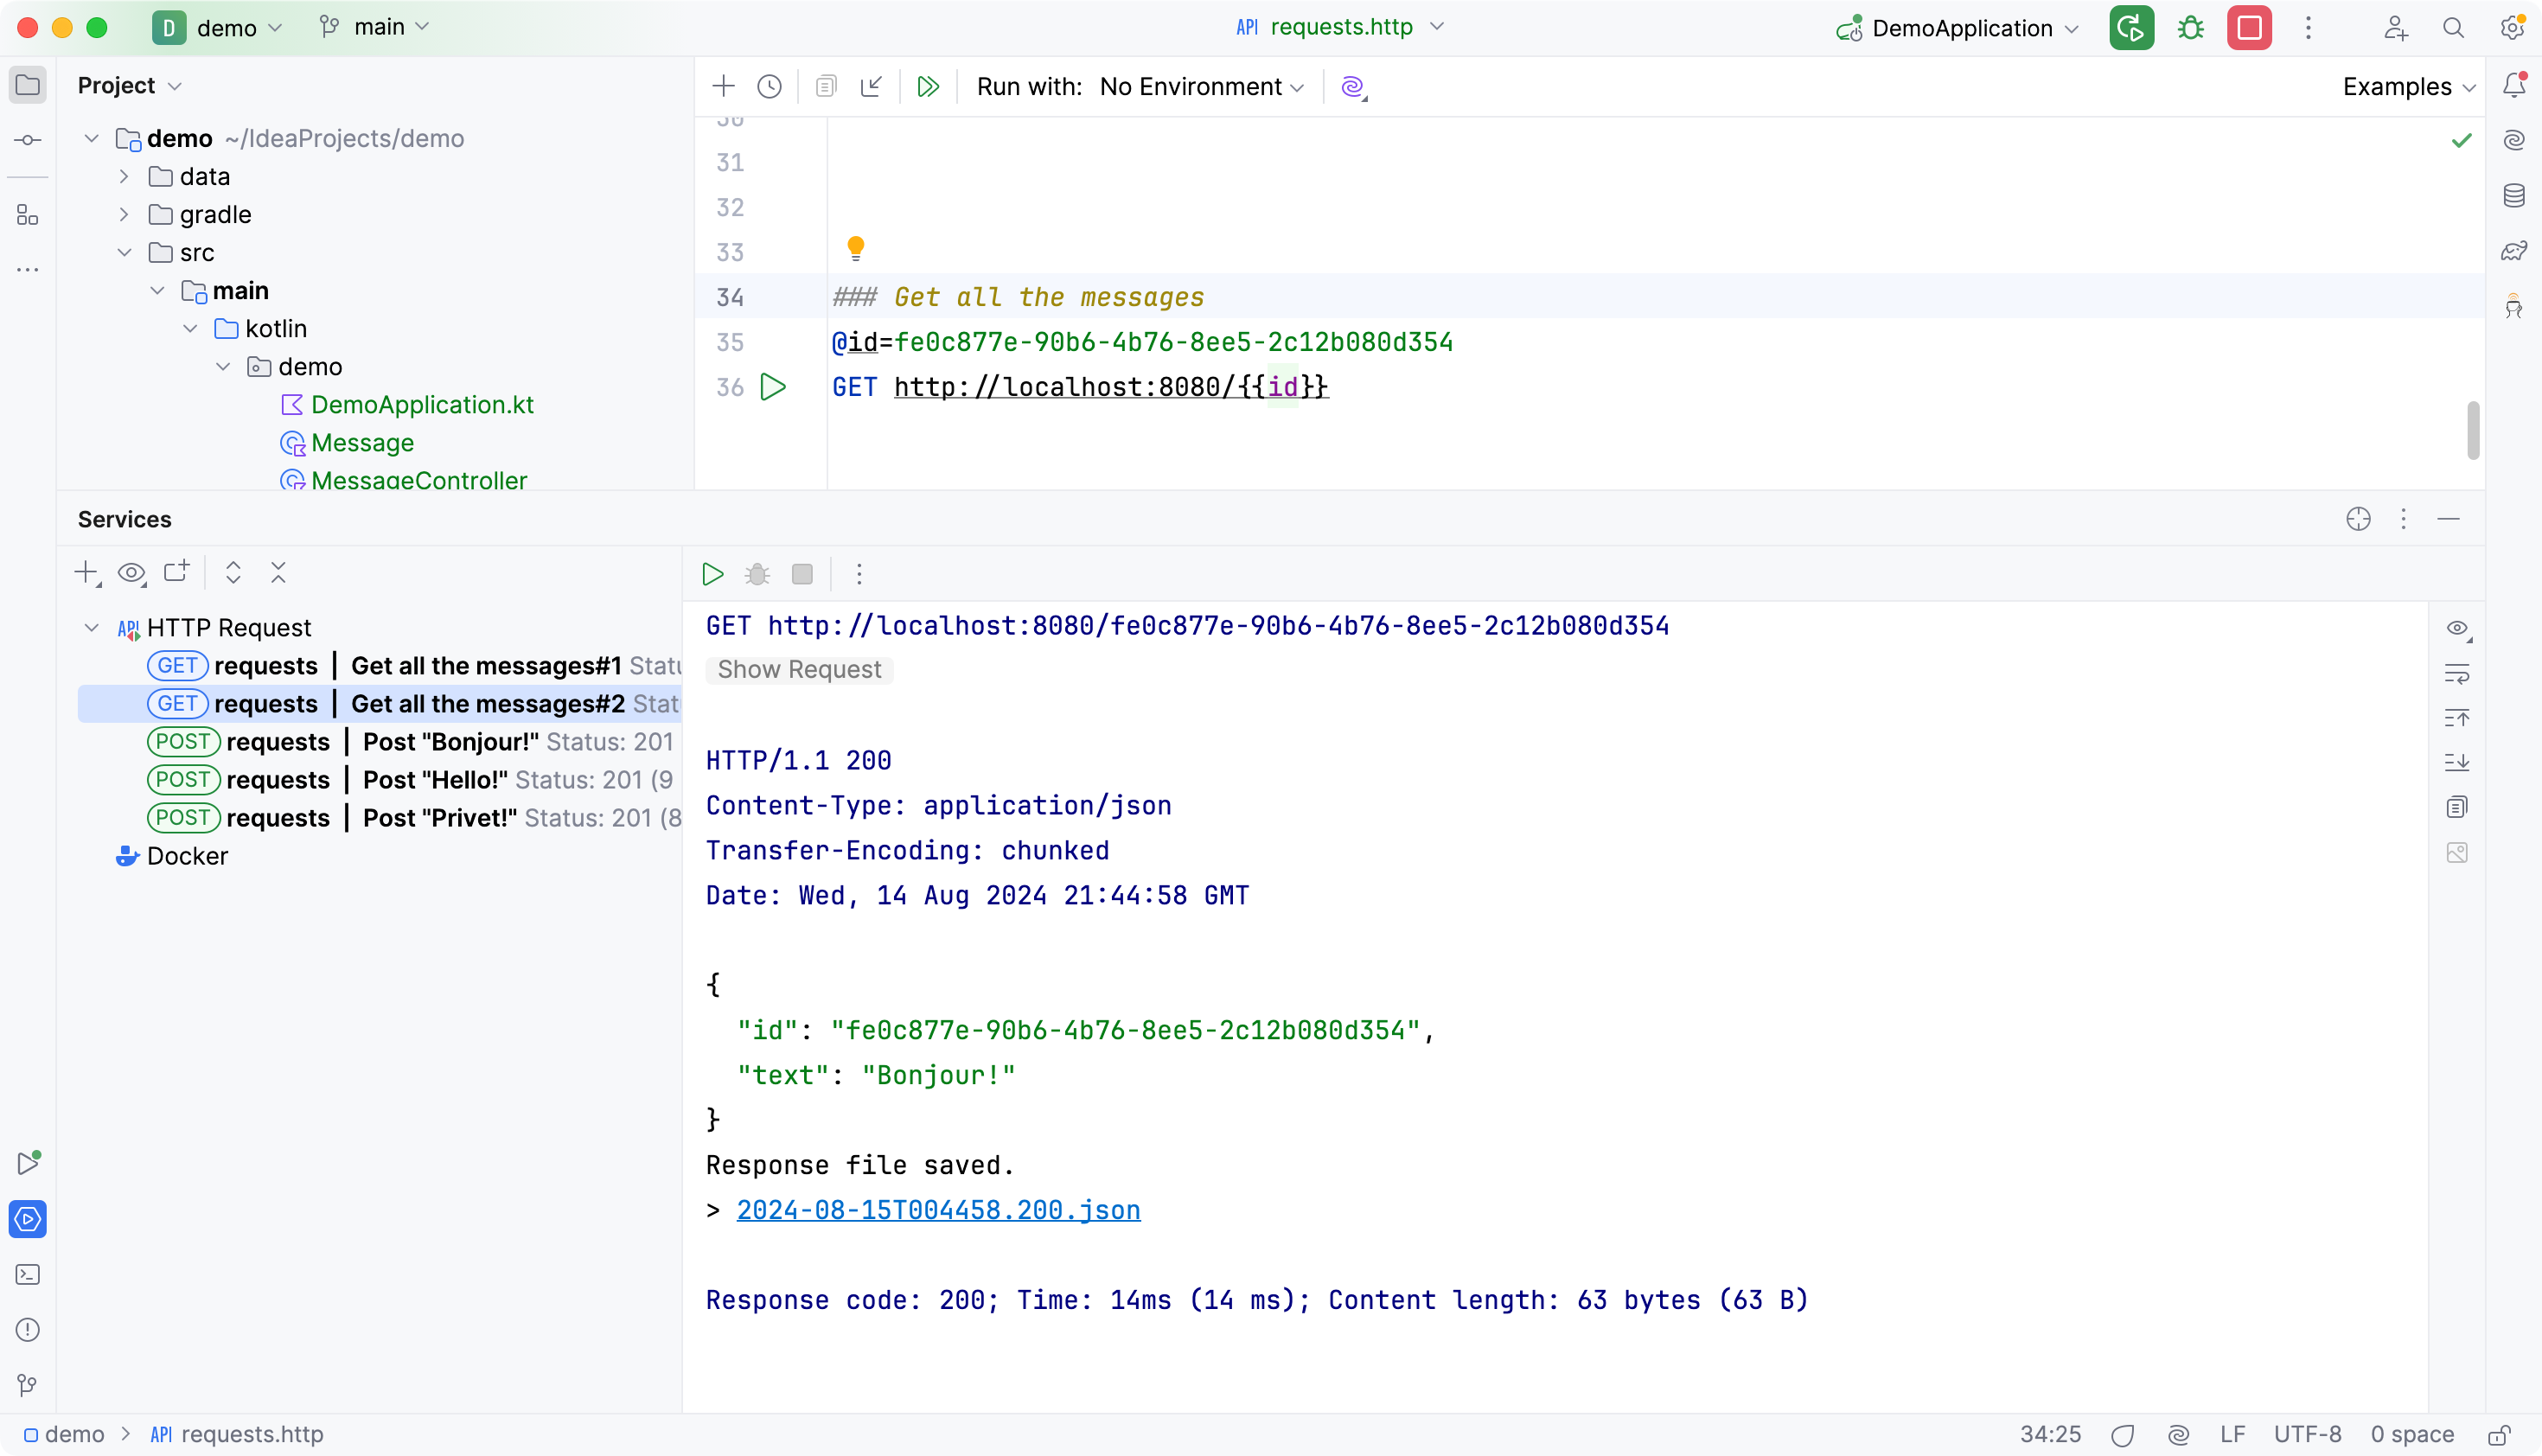 D demo main API requests.http DemoApplication
Project
demo ~/IdeaProjects/demo
data
gradle
src
main
kotlin
demo
DemoApplication.kt
Message
MessageController
Run with: No Environment Examples
30
31
32
33
34 ### Get all the messages
35 @id=fe0c877e-90b6-4b76-8ee5-2c12b080d354
36 GET http://localhost:8080/{{id}}
Services
API HTTP Request
GET requests | Get all the messages#1 Statu
GET requests | Get all the messages#2 Stat
POST requests | Post "Bonjour!" Status: 201
POST requests | Post "Hello!" Status: 201 (9
POST requests | Post "Privet!" Status: 201 (8
Docker
GET http://localhost:8080/fe0c877e-90b6-4b76-8ee5-2c12b080d354
Show Request
HTTP/1.1 200
Content-Type: application/json
Transfer-Encoding: chunked
Date: Wed, 14 Aug 2024 21:44:58 GMT
{
"id": "fe0c877e-90b6-4b76-8ee5-2c12b080d354",
"text": "Bonjour!"
}
Response file saved.
> 2024-08-15T004458.200.json
Response code: 200; Time: 14ms (14 ms); Content length: 63 bytes (63 B)
demo > API requests.http 34:25 LF UTF-8 0 space